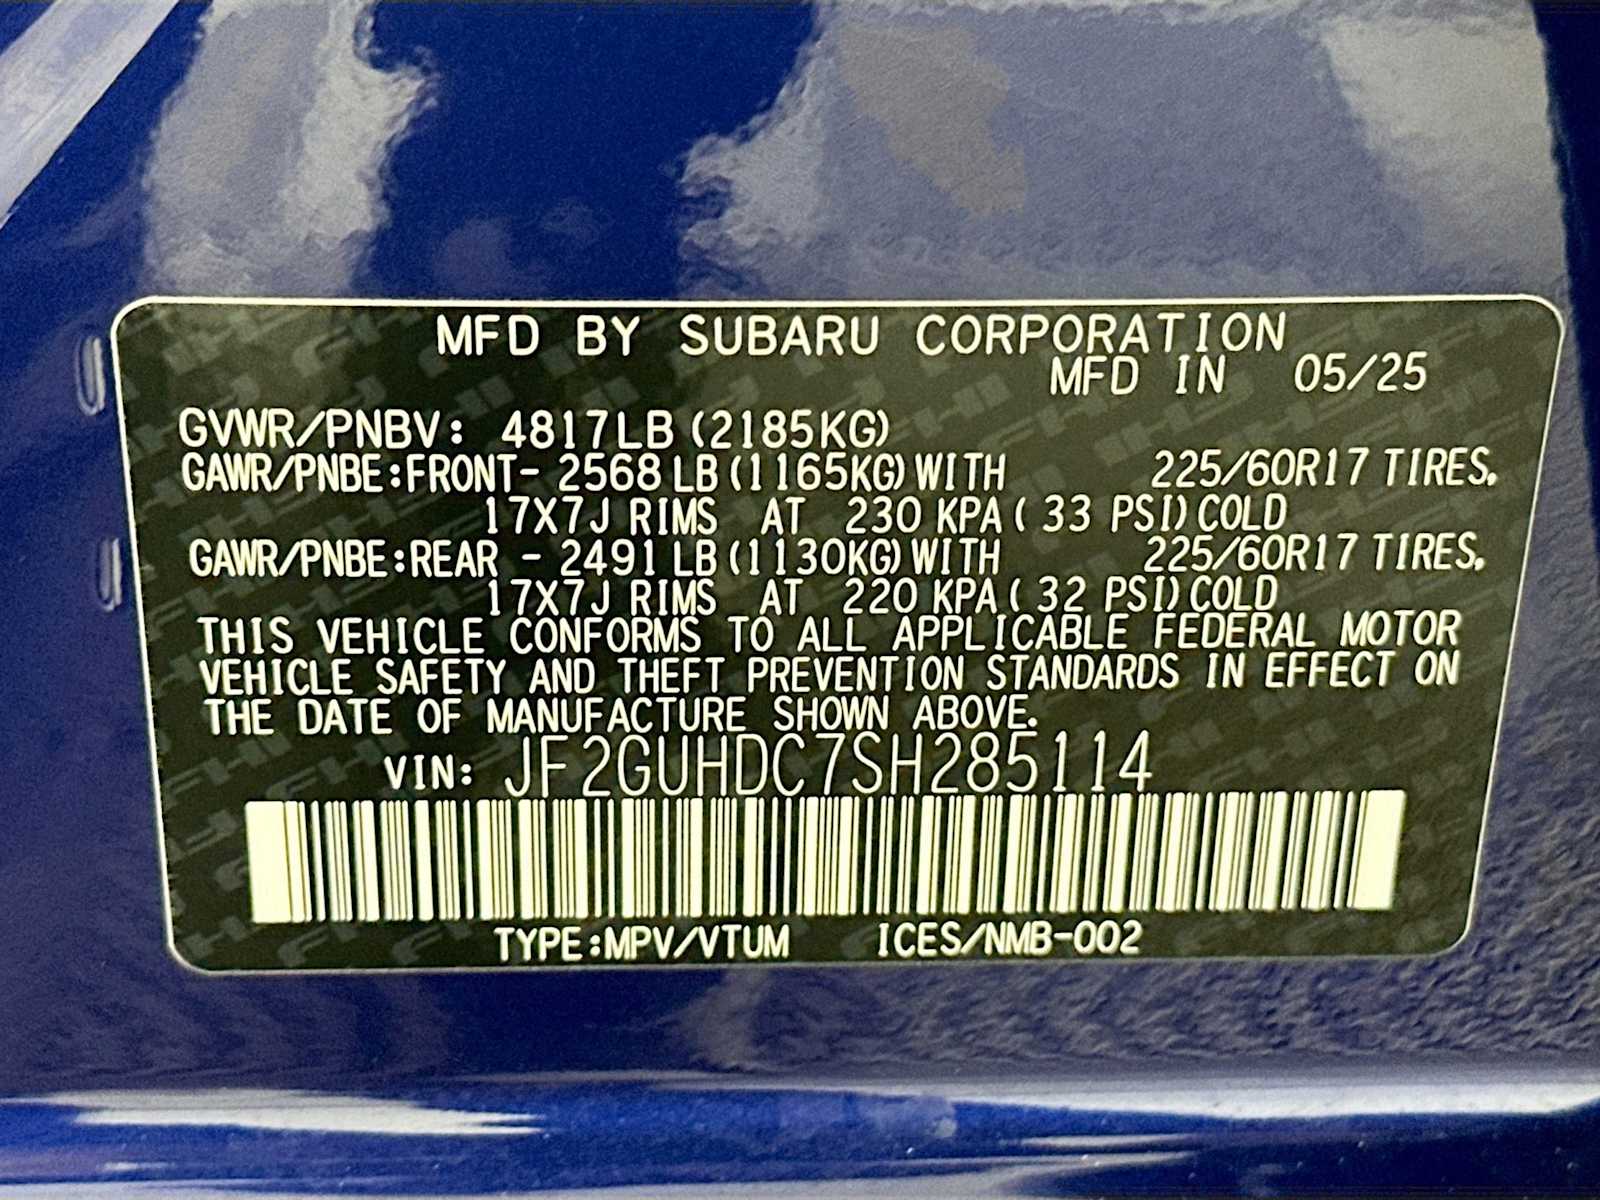 MFD BY SUBARU CORPORATION
MFD IN 05/25
GVWR/PNBV: 4817LB (2185KG)
GAWR/PNBE:FRONT- 2568 LB (1165KG) WITH 225/60R17 TIRES.
17X7J RIMS AT 230 KPA ( 33 PSI) COLD
GAWR/PNBE:REAR - 2491 LB (1130KG) WITH 225/60R17 TIRES.
17X7J RIMS AT 220 KPA ( 32 PSI) COLD
THIS VEHICLE CONFORMS TO ALL APPLICABLE FEDERAL MOTOR
VEHICLE SAFETY AND THEFT PREVENTION STANDARDS IN EFFECT ON
THE DATE OF MANUFACTURE SHOWN ABOVE.
VIN: JF2GUHDC7SH285114
TYPE:MPV/VTUM ICES/NMB-002